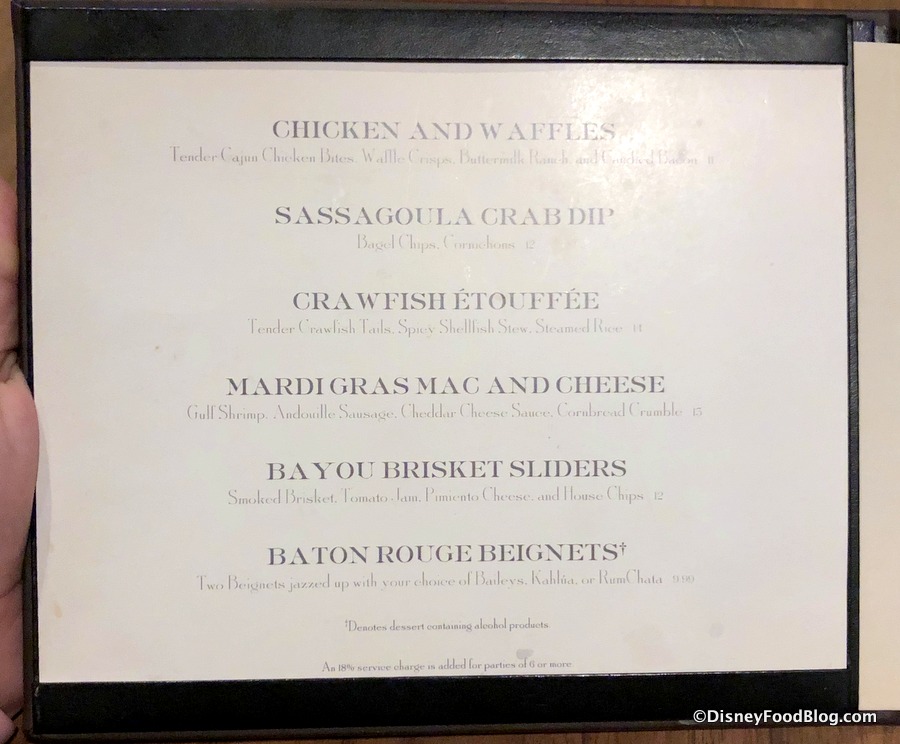 CHICKEN AND WAFFLES
Tender Cajun Chicken Bites, Waffle Crisps, Buttermilk Ranch, and Candied Bacon 11
SASSAGOULA CRAB DIP
Bagel Chips, Cornichons 12
CRAWFISH ÉTOUFFÉE
Tender Crawfish Tails, Spicy Shellfish Stew, Steamed Rice 14
MARDI GRAS MAC AND CHEESE
Gulf Shrimp, Andouille Sausage, Cheddar Cheese Sauce, Cornbread Crumble
BAYOU BRISKET SLIDERS
Smoked Brisket, Tomato Jam, Pimiento Cheese, and House Chips 12
BATON ROUGE BEIGNETS†
Two Beignets jazzed up with your choice of Baileys, Kahlúa, or RumChata 9.99
†Denotes dessert containing alcohol products.
An 18% service charge is added for parties of 6 or more.
©DisneyFoodBlog.com